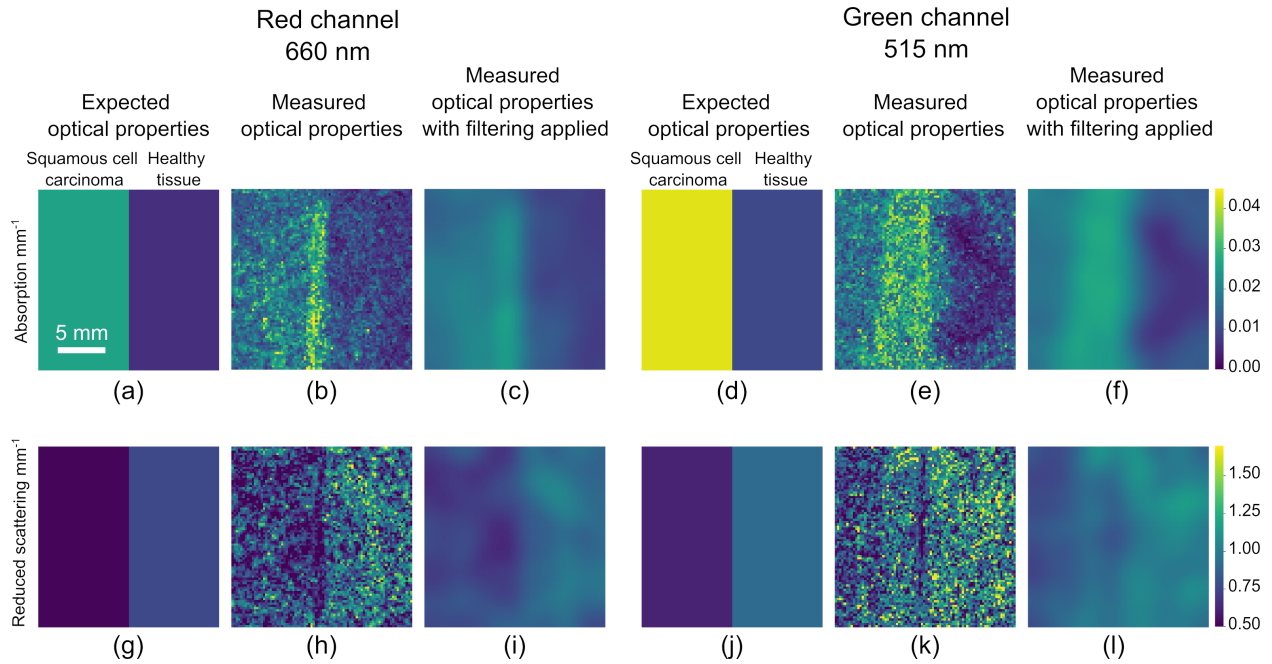 Red channel
660 nm
Green channel
515 nm
Expected
optical properties
Measured
optical properties
Measured
optical properties
with filtering applied
Expected
optical properties
Measured
optical properties
Measured
optical properties
with filtering applied
Squamous cell
carcinoma
Healthy
tissue
Squamous cell
carcinoma
Healthy
tissue
Absorption mm⁻¹
5 mm
0.04
0.03
0.02
0.01
0.00
(a)
(b)
(c)
(d)
(e)
(f)
Reduced scattering mm⁻¹
1.50
1.25
1.00
0.75
0.50
(g)
(h)
(i)
(j)
(k)
(l)